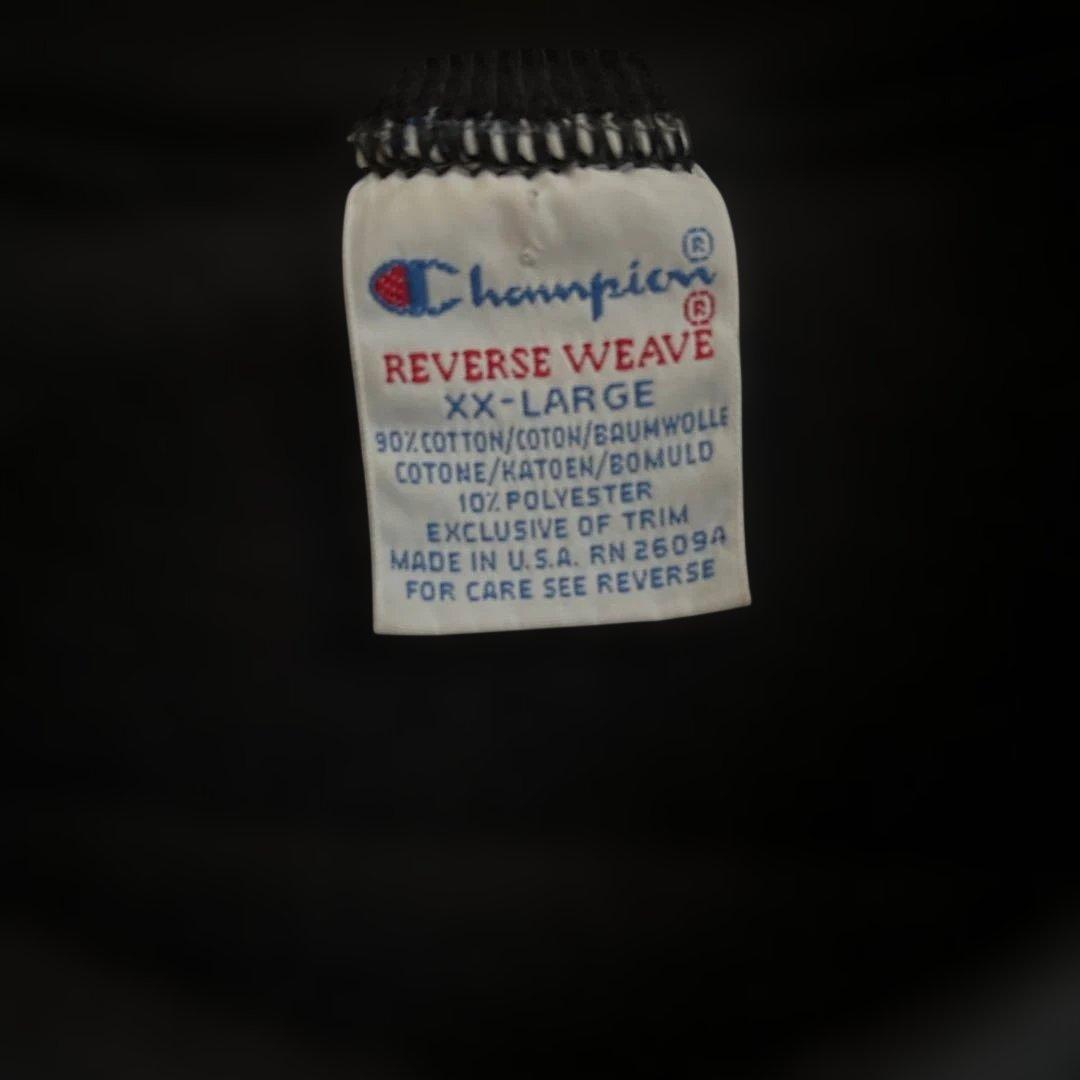 ®
Champion
®
REVERSE WEAVE
XX-LARGE
90% COTTON/COTON/BAUMWOLLE
COTONE/KATOEN/BOMULD
10% POLYESTER
EXCLUSIVE OF TRIM
MADE IN U.S.A. RN 2609A
FOR CARE SEE REVERSE